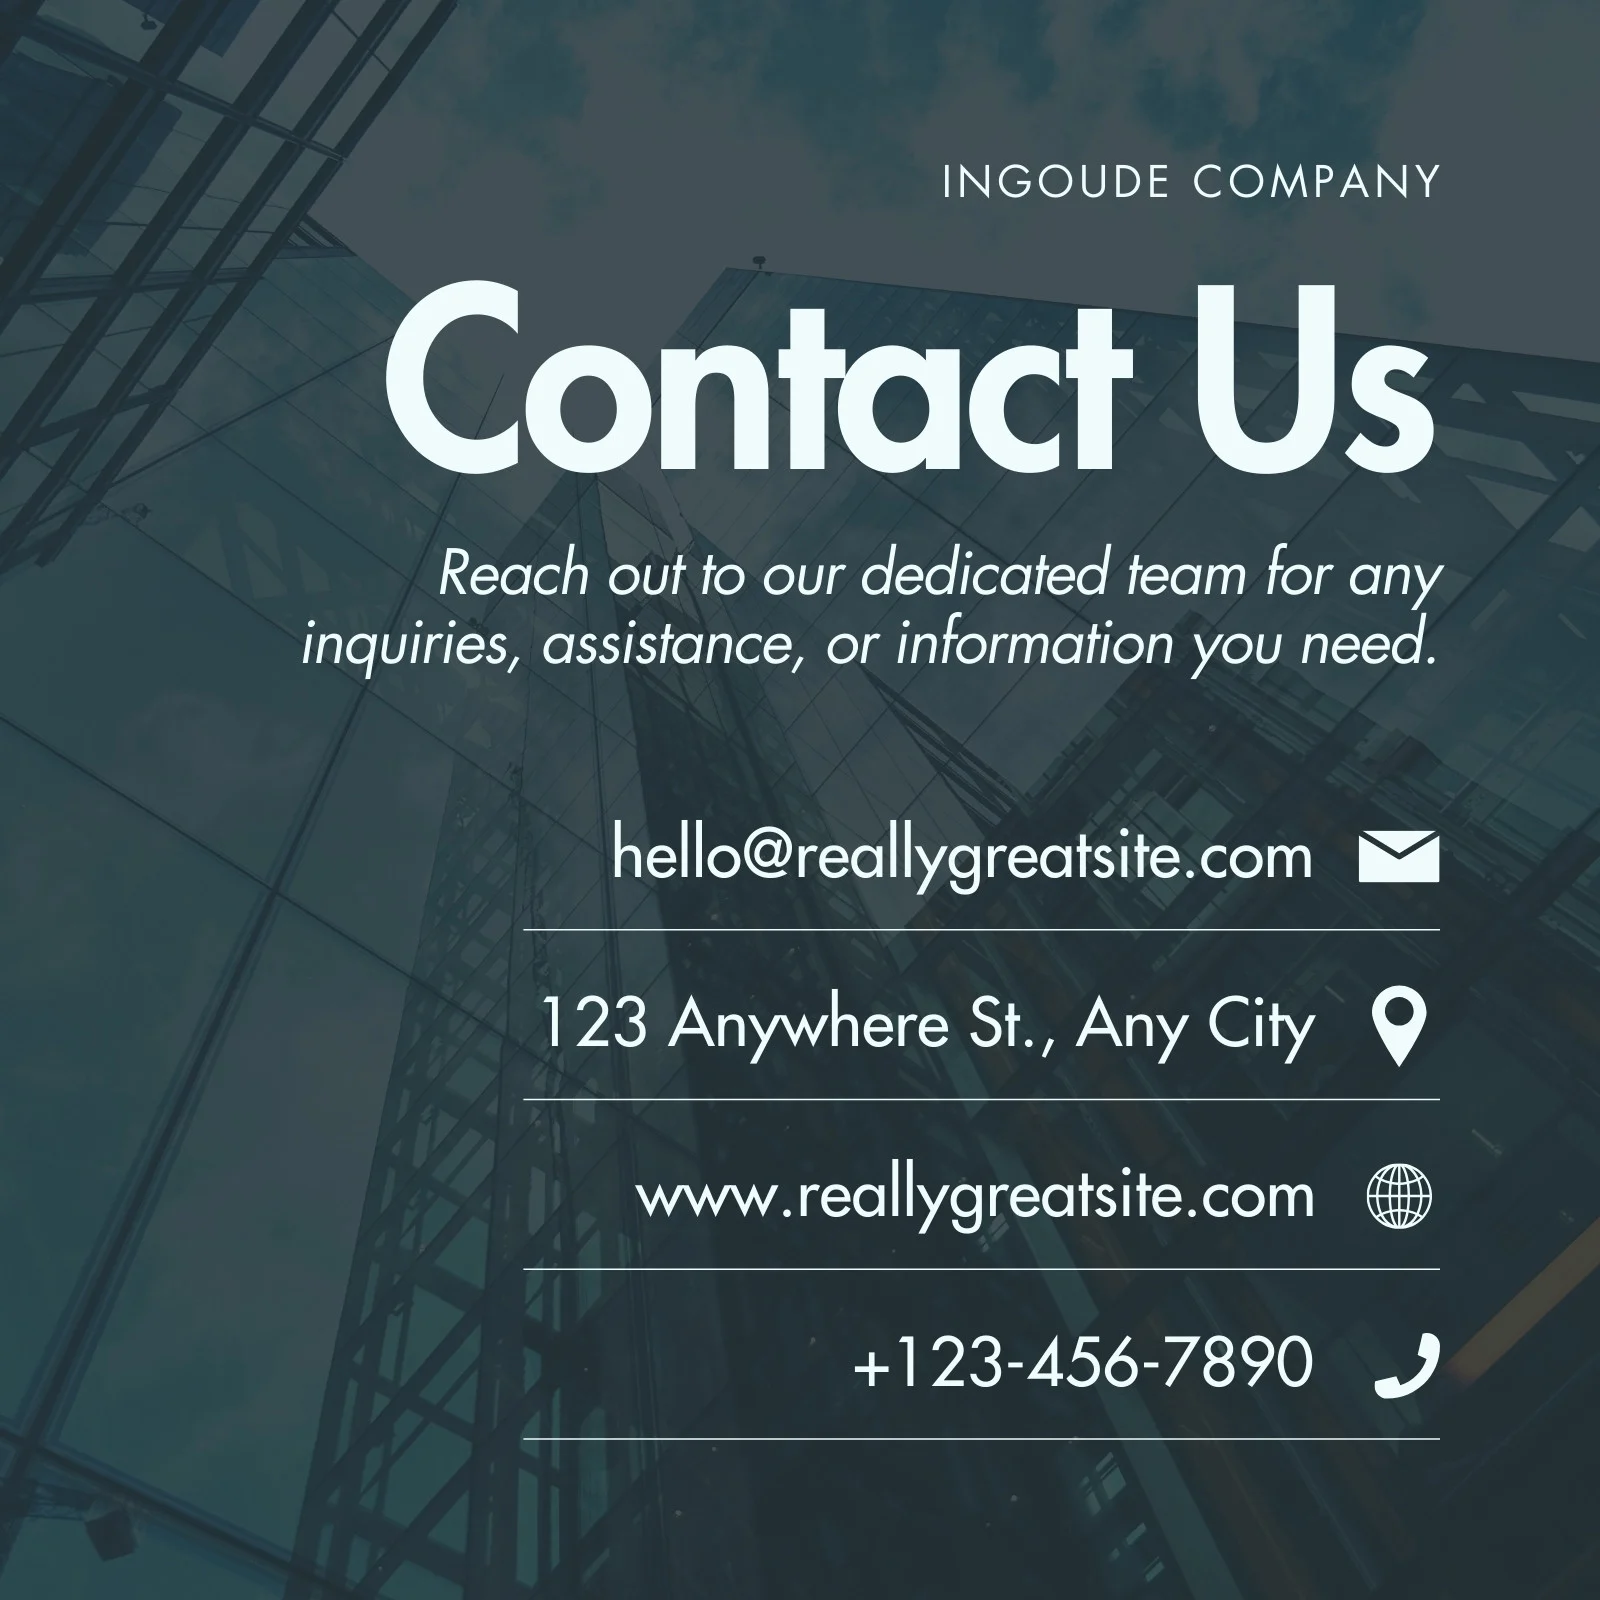 INGOUDE COMPANY
Contact Us
Reach out to our dedicated team for any
inquiries, assistance, or information you need.
hello@reallygreatsite.com
123 Anywhere St., Any City
www.reallygreatsite.com
+123-456-7890